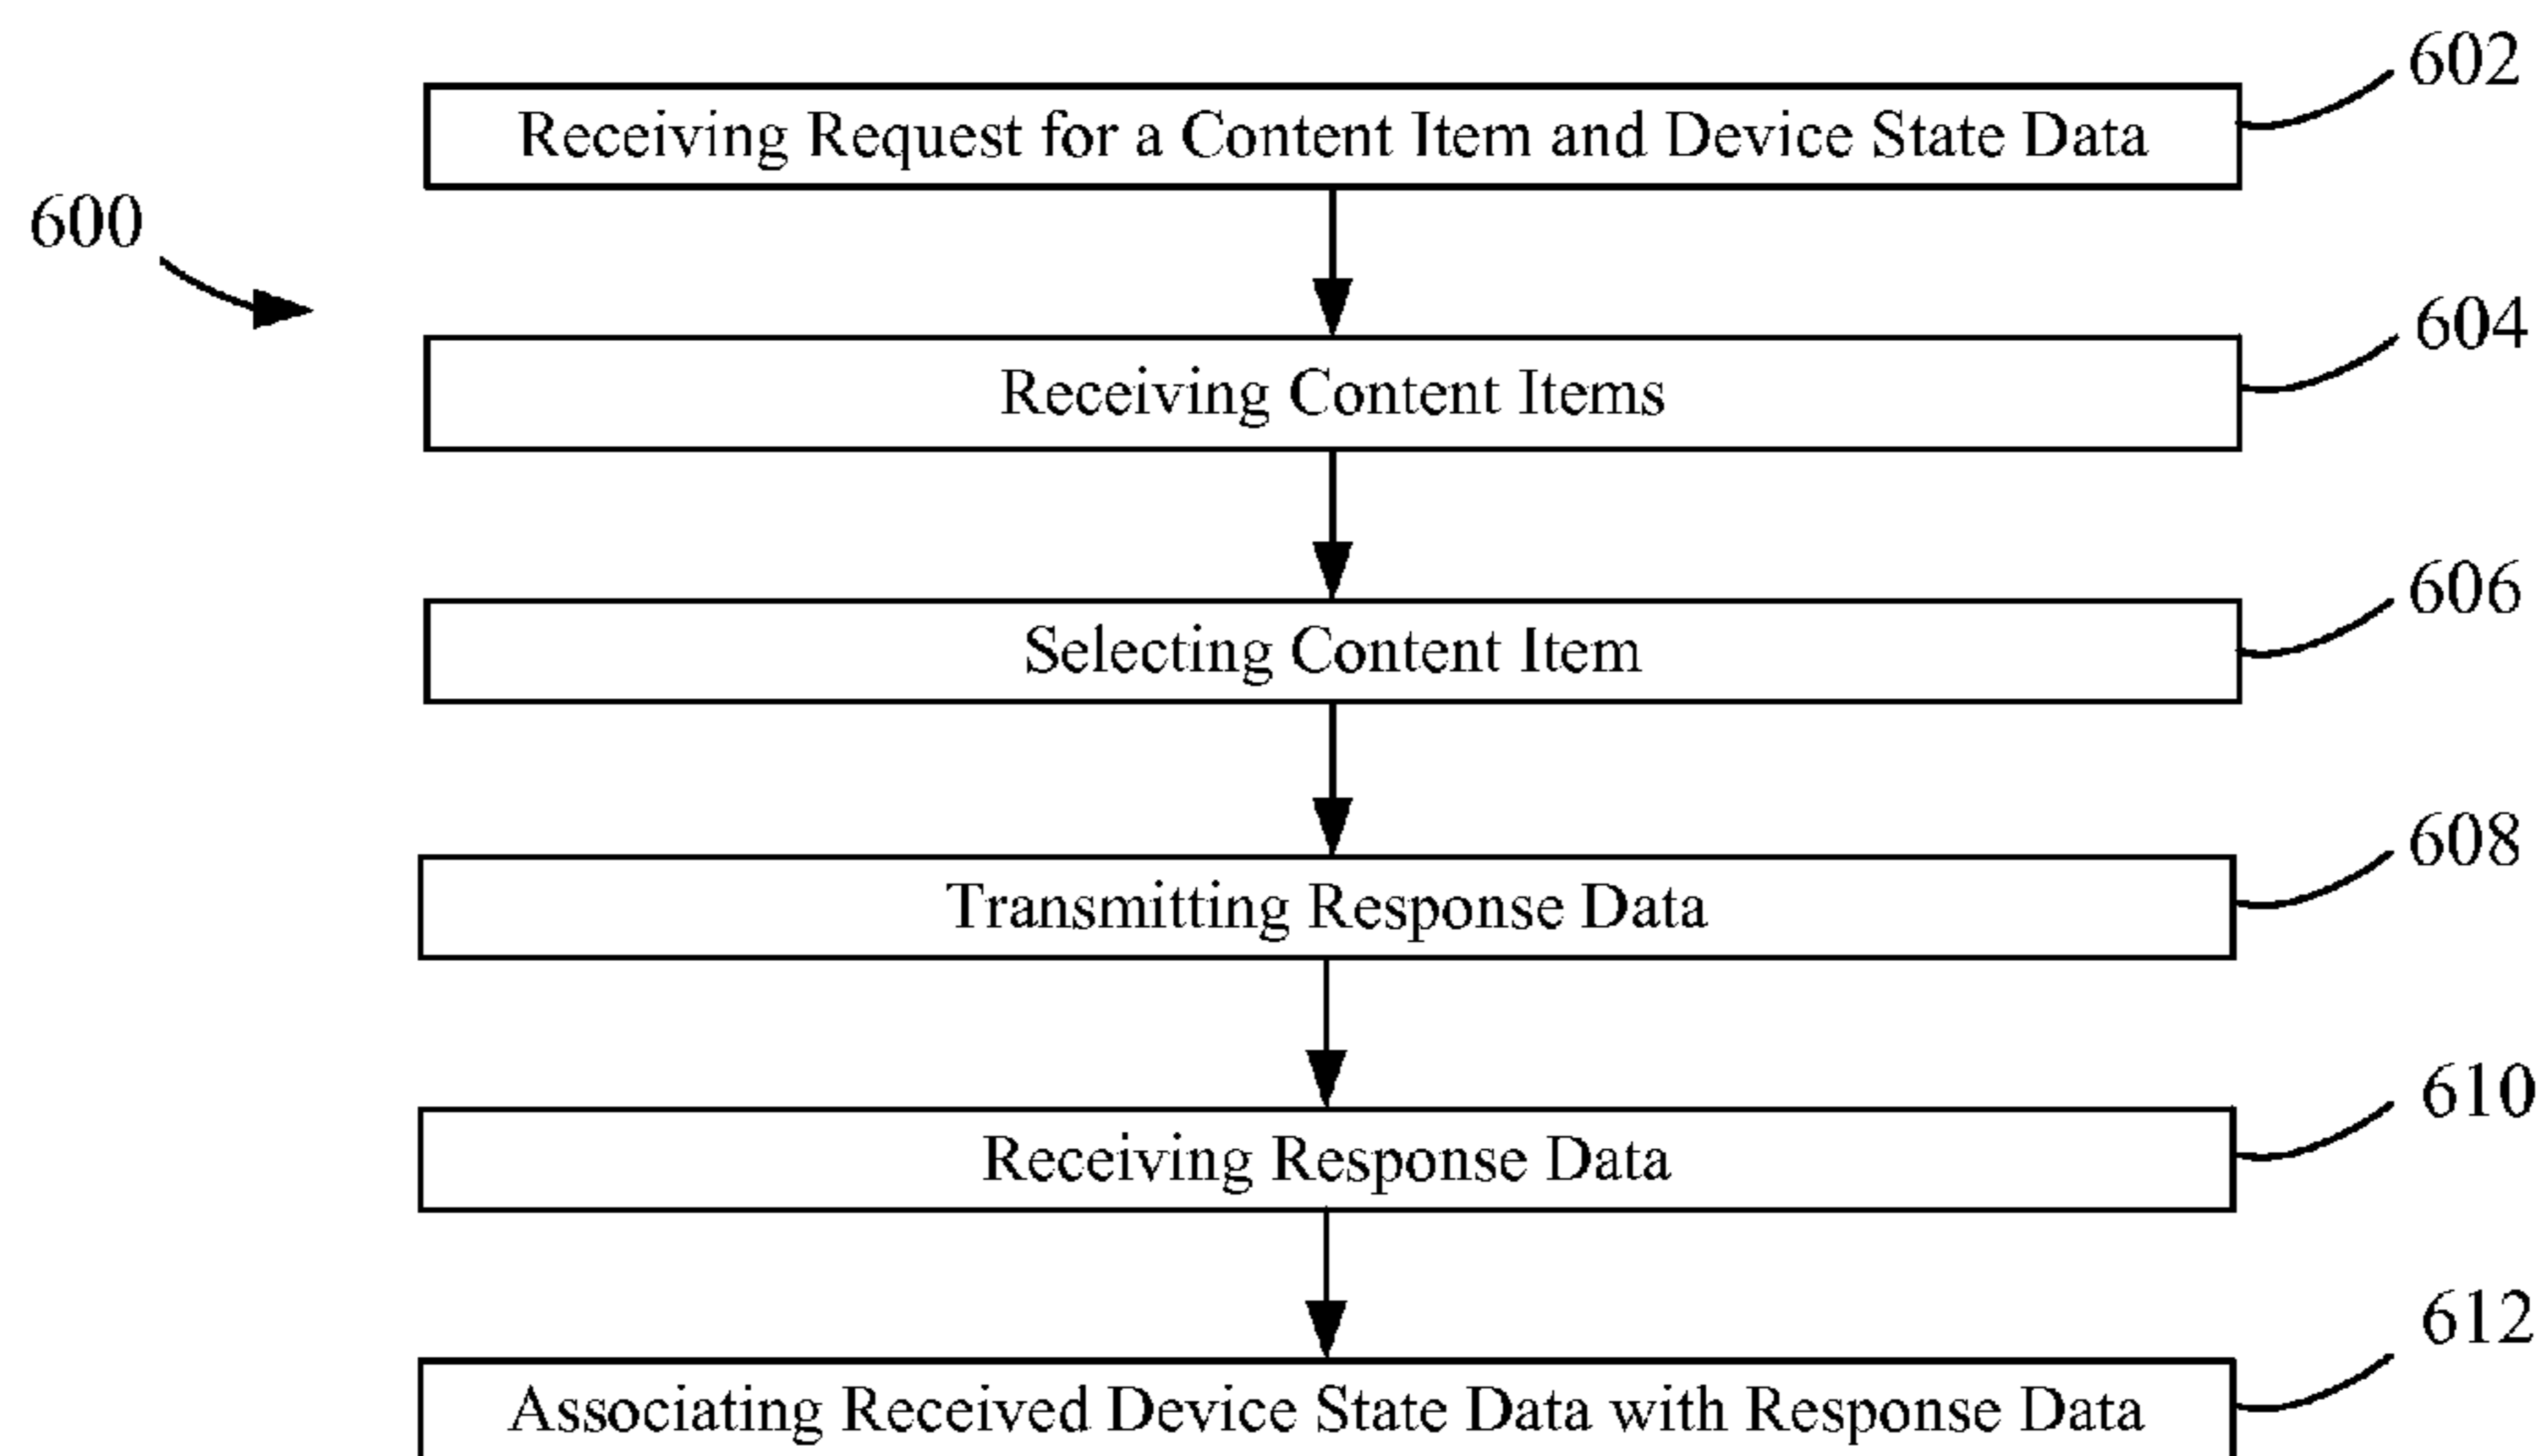 602
Receiving Request for a Content Item and Device State Data
600
604
Receiving Content Items
606
Selecting Content Item
608
Transmitting Response Data
610
Receiving Response Data
612
Associating Received Device State Data with Response Data